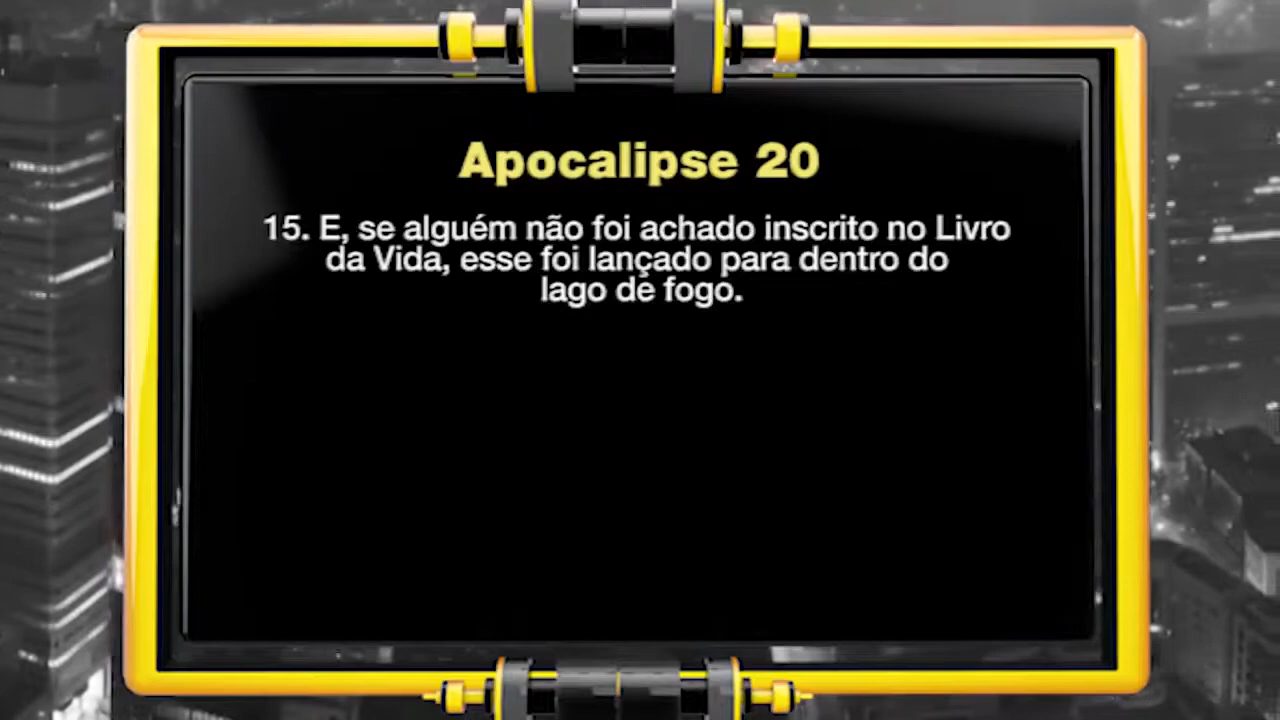 Apocalipse 20
15. E, se alguém não foi achado inscrito no Livro
da Vida, esse foi lançado para dentro do
lago de fogo.